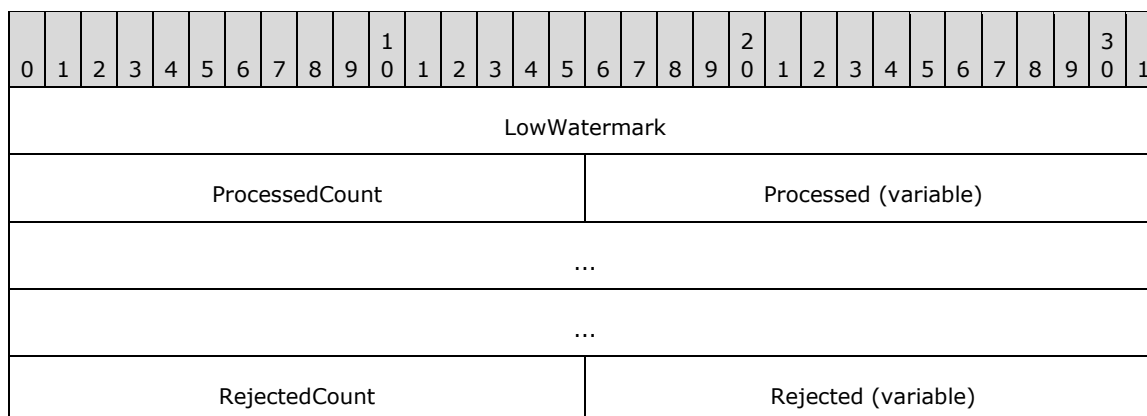 1 2 3
0 1 2 3 4 5 6 7 8 9 0 1 2 3 4 5 6 7 8 9 0 1 2 3 4 5 6 7 8 9 0 1
LowWatermark
ProcessedCount Processed (variable)
...
...
RejectedCount Rejected (variable)